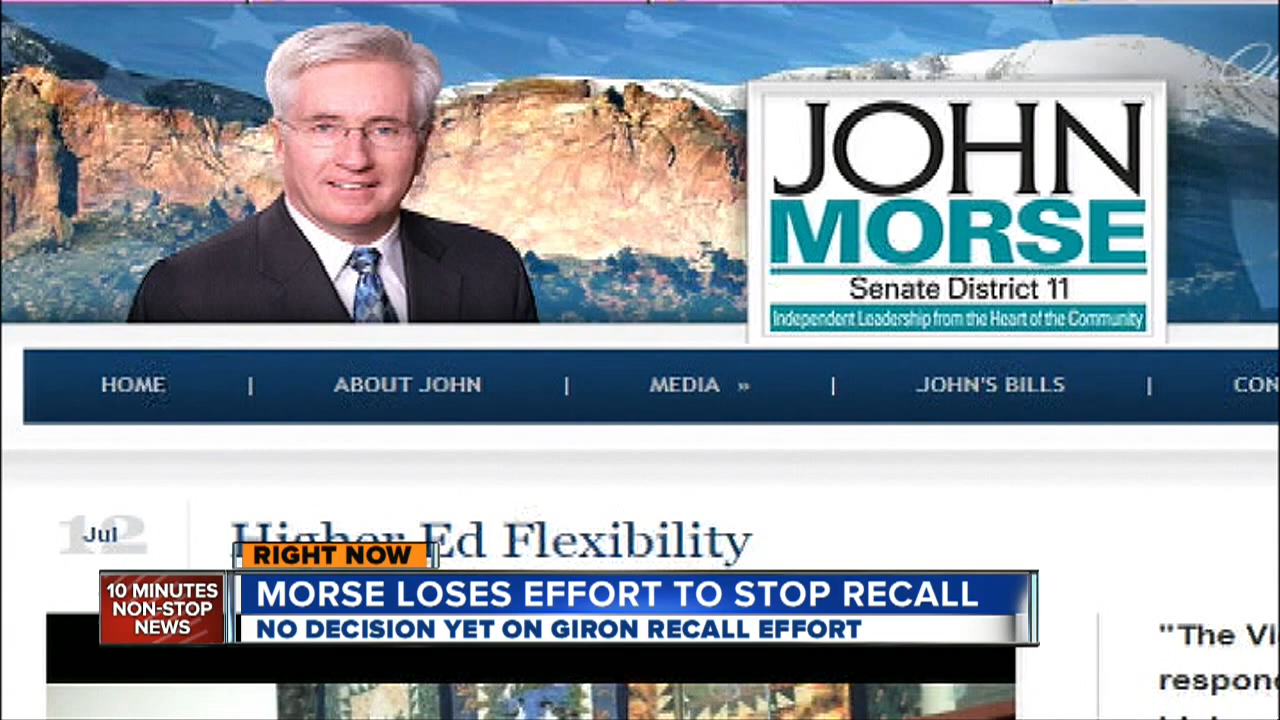 JOHN
MORSE
Senate District 11
Independent Leadership from the Heart of the Community
HOME | ABOUT JOHN | MEDIA » | JOHN'S BILLS | CON
12
Jul
Higher Ed Flexibility
RIGHT NOW
10 MINUTES
NON-STOP
NEWS
MORSE LOSES EFFORT TO STOP RECALL
NO DECISION YET ON GIRON RECALL EFFORT
"The Vi
respon